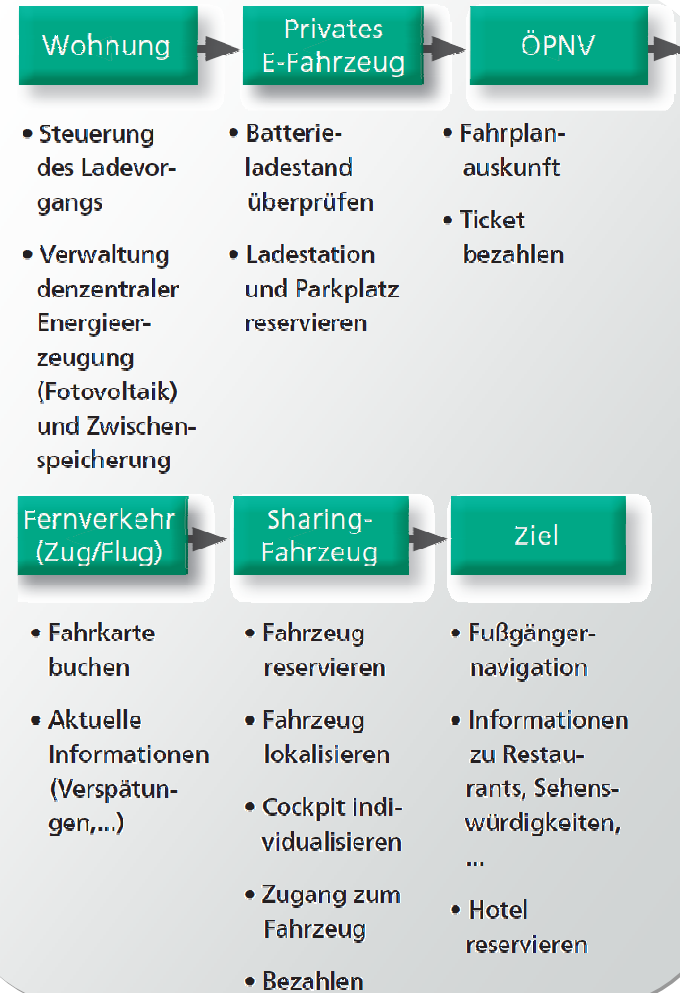 Wohnung
Privates
E-Fahrzeug
ÖPNV
• Steuerung
des Ladevor-
gangs
• Verwaltung
denzentraler
Energieer-
zeugung
(Fotovoltaik)
und Zwischen-
speicherung
• Batterie-
ladestand
überprüfen
• Ladestation
und Parkplatz
reservieren
• Fahrplan-
auskunft
• Ticket
bezahlen
Fernverkehr
(Zug/Flug)
Sharing-
Fahrzeug
Ziel
• Fahrkarte
buchen
• Aktuelle
Informationen
(Verspätun-
gen,...)
• Fahrzeug
reservieren
• Fahrzeug
lokalisieren
• Cockpit indi-
vidualisieren
• Zugang zum
Fahrzeug
• Bezahlen
• Fußgänger-
navigation
• Informationen
zu Restau-
rants, Sehens-
würdigkeiten,
...
• Hotel
reservieren